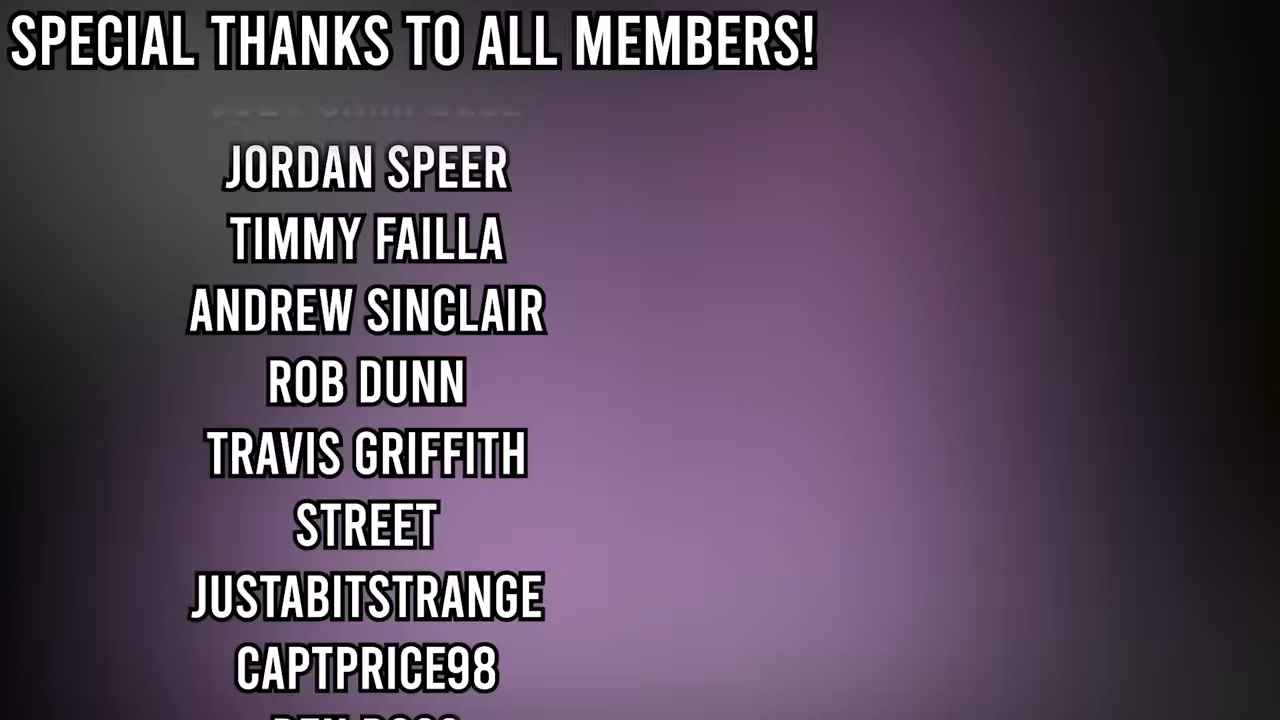 SPECIAL THANKS TO ALL MEMBERS!
JORDAN SPEER
TIMMY FAILLA
ANDREW SINCLAIR
ROB DUNN
TRAVIS GRIFFITH
STREET
JUSTABITSTRANGE
CAPTPRICE98